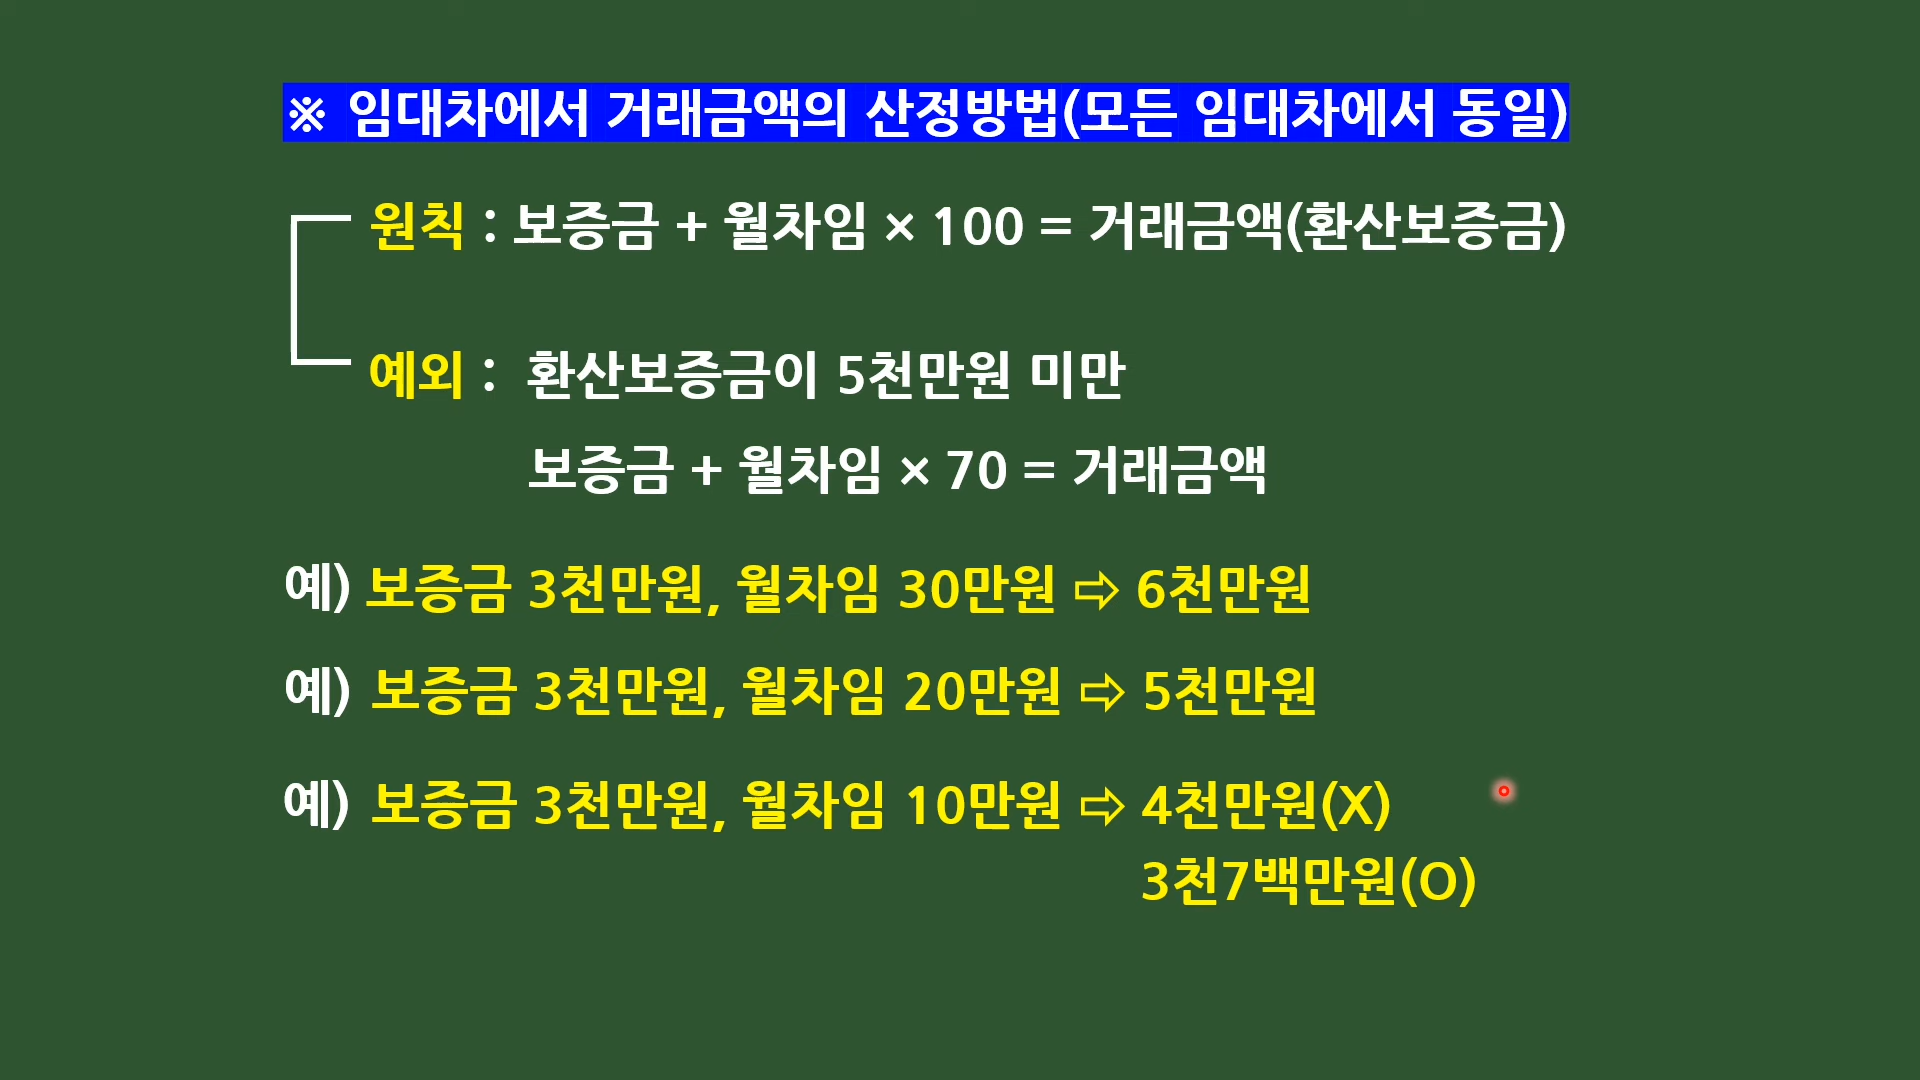 ※ 임대차에서 거래금액의 산정방법(모든 임대차에서 동일)
원칙 : 보증금 + 월차임 × 100 = 거래금액(환산보증금)
예외 : 환산보증금이 5천만원 미만
보증금 + 월차임 × 70 = 거래금액
예) 보증금 3천만원, 월차임 30만원 ⇨ 6천만원
예) 보증금 3천만원, 월차임 20만원 ⇨ 5천만원
예) 보증금 3천만원, 월차임 10만원 ⇨ 4천만원(X)
3천7백만원(O)